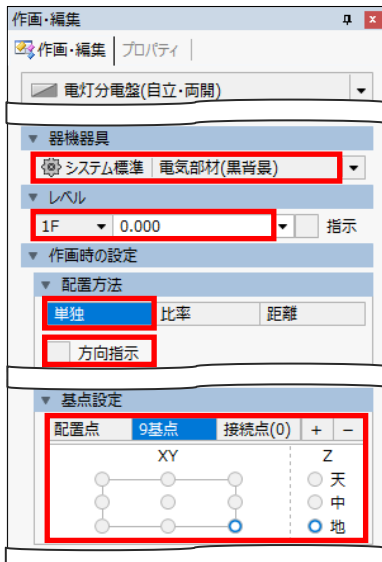 作画・編集
作画・編集 プロパティ
電灯分電盤(自立・両開)
器機器具
システム標準 電気部材(黒背景)
レベル
1F 0.000 指示
作画時の設定
配置方法
単独 比率 距離
方向指示
基点設定
配置点 9基点 接続点(0) + −
XY Z
天
中
地